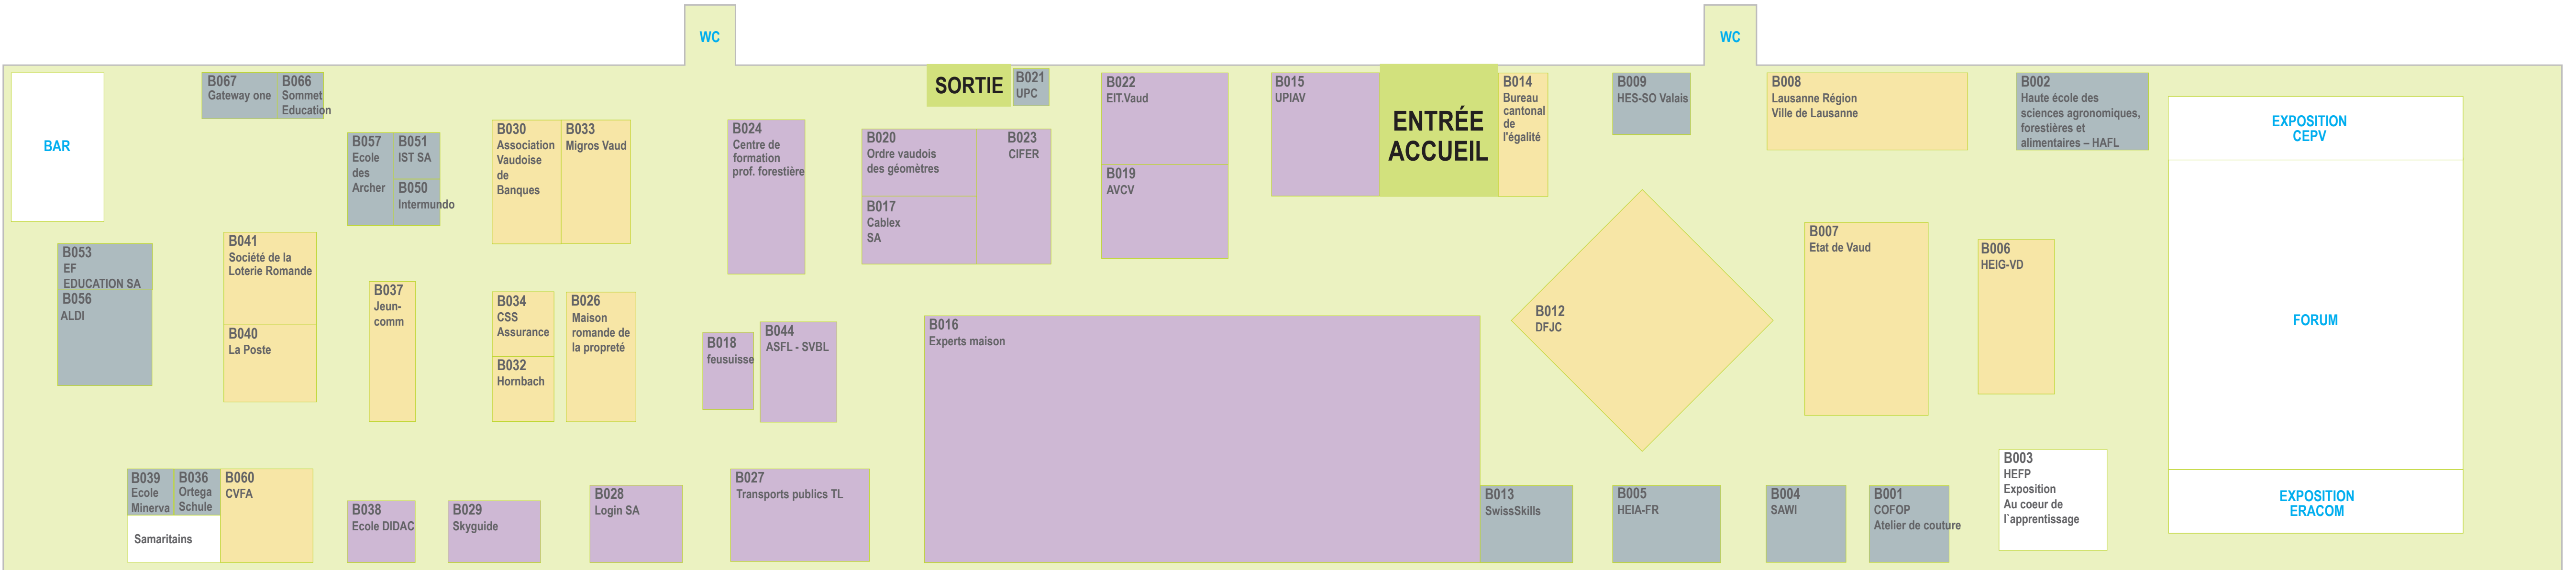 WC
WC
BAR
B067
Gateway one
B066
Sommet
Education
B057
Ecole
des
Archer
B051
IST SA
B050
Intermundo
B030
Association
Vaudoise
de
Banques
B033
Migros Vaud
B024
Centre de
formation
prof. forestière
SORTIE
B021
UPC
B020
Ordre vaudois
des géomètres
B023
CIFER
B017
Cablex
SA
B022
EIT.Vaud
B019
AVCV
B015
UPIAV
ENTRÉE
ACCUEIL
B014
Bureau
cantonal
de
l'égalité
B009
HES-SO Valais
B008
Lausanne Région
Ville de Lausanne
B002
Haute école des
sciences agronomiques,
forestières et
alimentaires – HAFL
EXPOSITION
CEPV
B053
EF
EDUCATION SA
B056
ALDI
B041
Société de la
Loterie Romande
B040
La Poste
B037
Jeun-
comm
B034
CSS
Assurance
B032
Hornbach
B026
Maison
romande de
la propreté
B018
feusuisse
B044
ASFL - SVBL
B016
Experts maison
B012
DFJC
B007
Etat de Vaud
B006
HEIG-VD
FORUM
B039
Ecole
Minerva
B036
Ortega
Schule
B060
CVFA
Samaritains
B038
Ecole DIDAC
B029
Skyguide
B028
Login SA
B027
Transports publics TL
B013
SwissSkills
B005
HEIA-FR
B004
SAWI
B001
COFOP
Atelier de couture
B003
HEFP
Exposition
Au coeur de
l`apprentissage
EXPOSITION
ERACOM